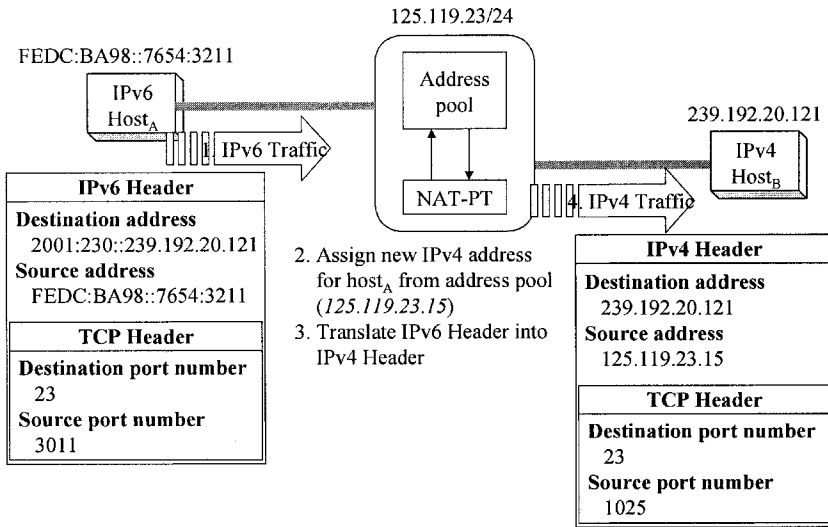 125.119.23/24
FEDC:BA98::7654:3211
IPv6
HostA
Address
pool
NAT-PT
239.192.20.121
IPv4
HostB
1. IPv6 Traffic
4. IPv4 Traffic
IPv6 Header
Destination address
2001:230::239.192.20.121
Source address
FEDC:BA98::7654:3211
TCP Header
Destination port number
23
Source port number
3011
2. Assign new IPv4 address
for hostA from address pool
(125.119.23.15)
3. Translate IPv6 Header into
IPv4 Header
IPv4 Header
Destination address
239.192.20.121
Source address
125.119.23.15
TCP Header
Destination port number
23
Source port number
1025